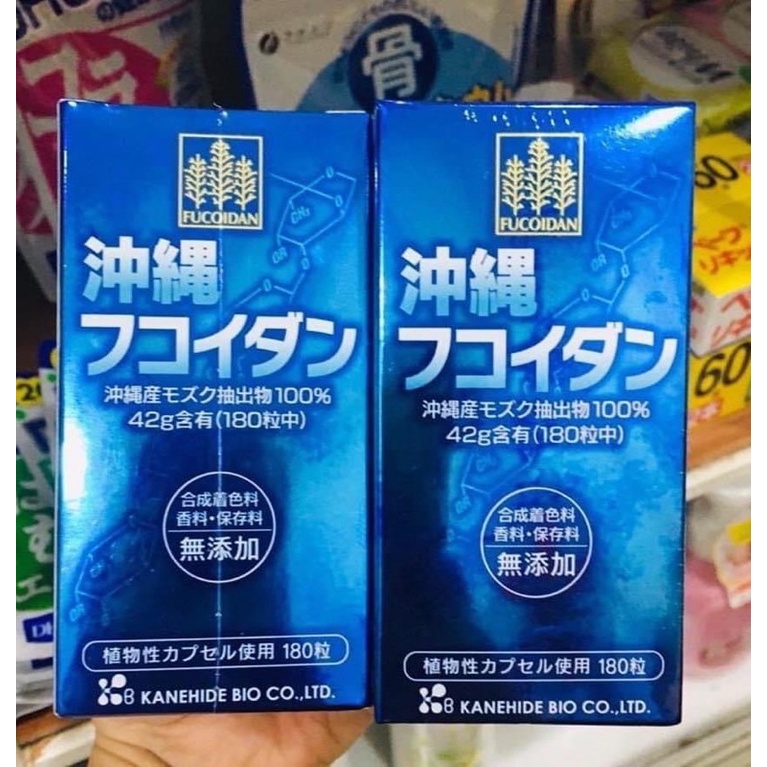 骨
FUCOIDAN
沖縄
フコイダン
沖縄産モズク抽出物100%
42g含有(180粒中)
合成着色料
香料・保存料
無添加
植物性カプセル使用 180粒
KANEHIDE BIO CO.,LTD.
FUCOIDAN
沖縄
フコイダン
沖縄産モズク抽出物100%
42g含有(180粒中)
合成着色料
香料・保存料
無添加
植物性カプセル使用 180粒
KANEHIDE BIO CO.,LTD.
60
60